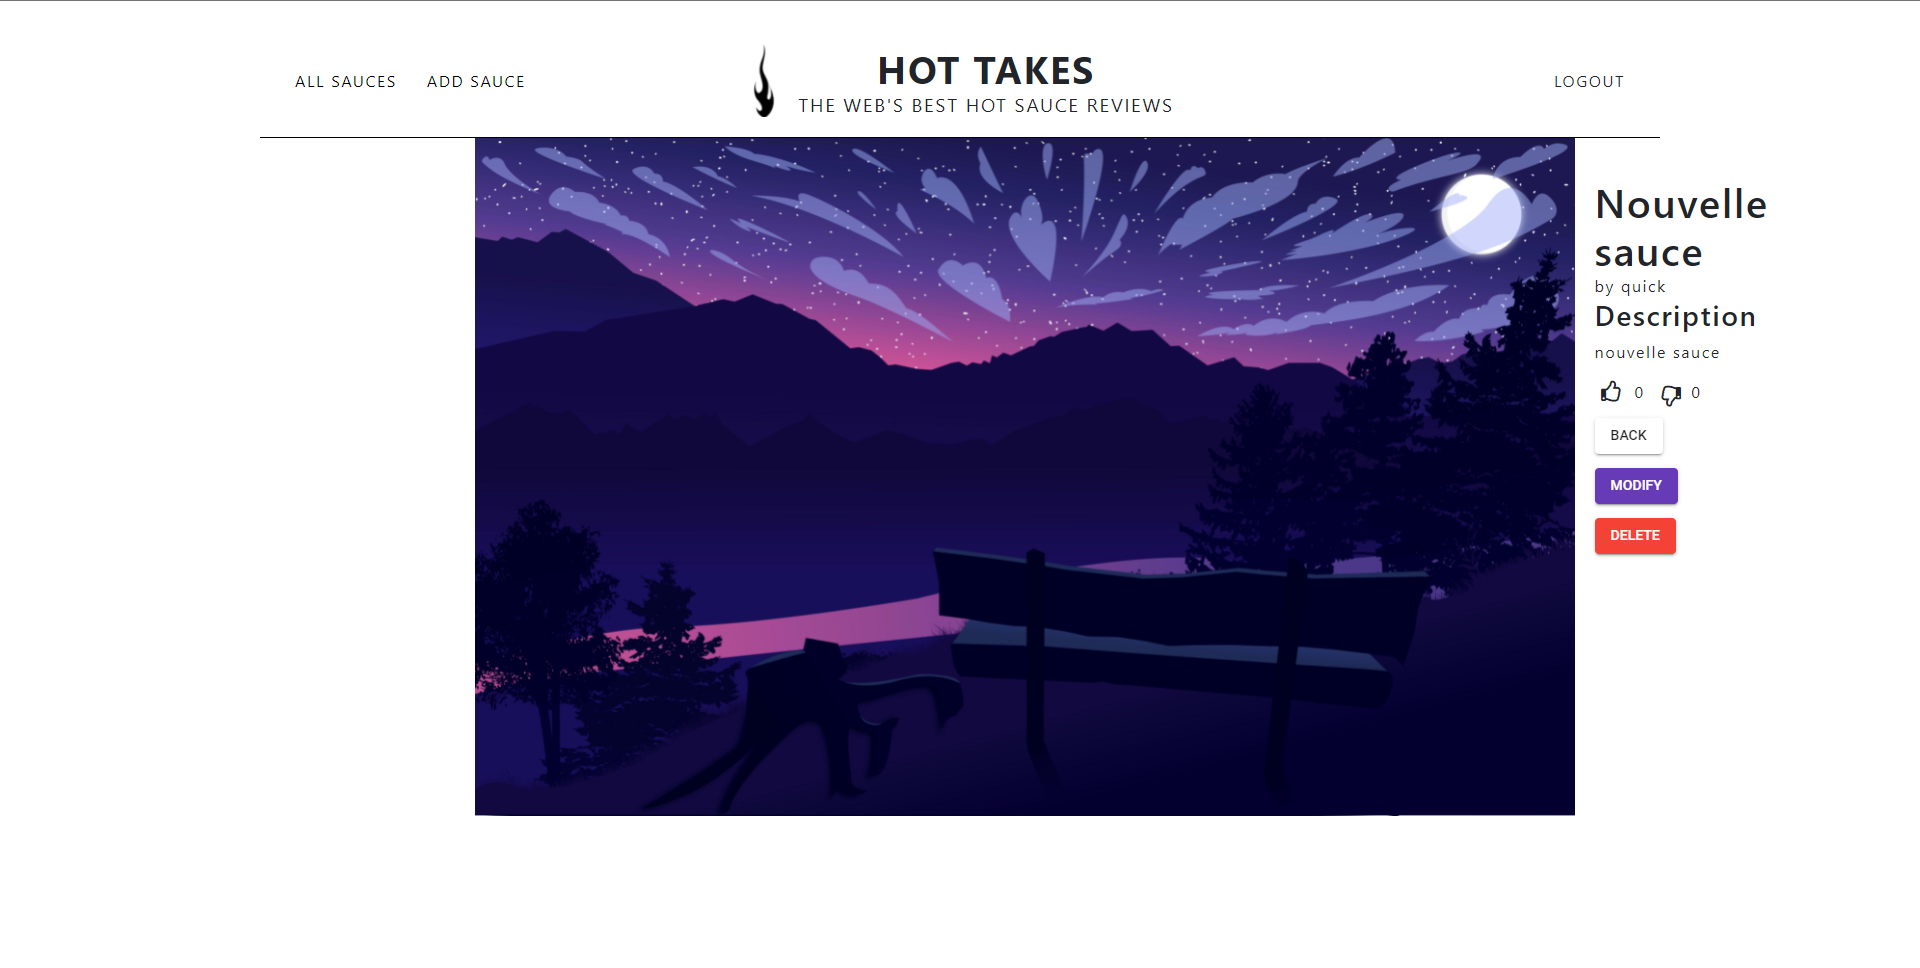 ALL SAUCES
ADD SAUCE
HOT TAKES
THE WEB'S BEST HOT SAUCE REVIEWS
LOGOUT
Nouvelle
sauce
by quick
Description
nouvelle sauce
0 0
BACK
MODIFY
DELETE